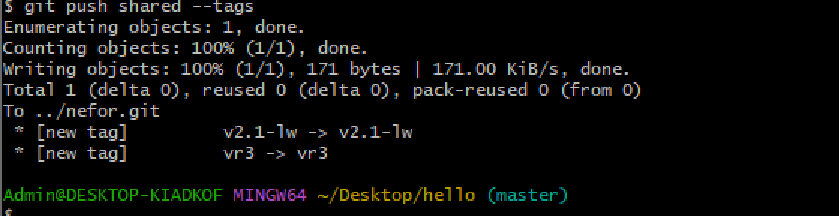 $ git push shared --tags
Enumerating objects: 1, done.
Counting objects: 100% (1/1), done.
Writing objects: 100% (1/1), 171 bytes | 171.00 KiB/s, done.
Total 1 (delta 0), reused 0 (delta 0), pack-reused 0 (from 0)
To ../nefor.git
 * [new tag]         v2.1-lw -> v2.1-lw
 * [new tag]         vr3 -> vr3

Admin@DESKTOP-KIADKOF MINGW64 ~/Desktop/hello (master)
$